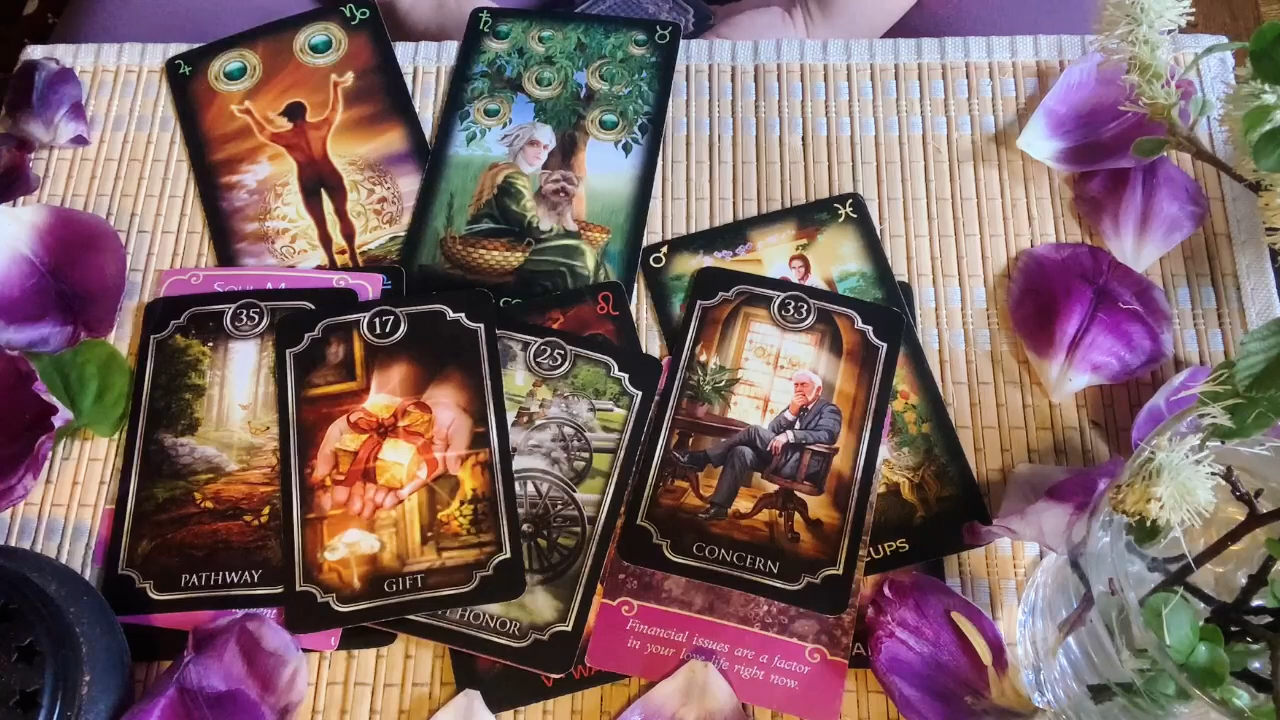 35
PATHWAY
17
GIFT
25
HONOR
33
CONCERN
CUPS
Financial issues are a factor
in your love life right now.